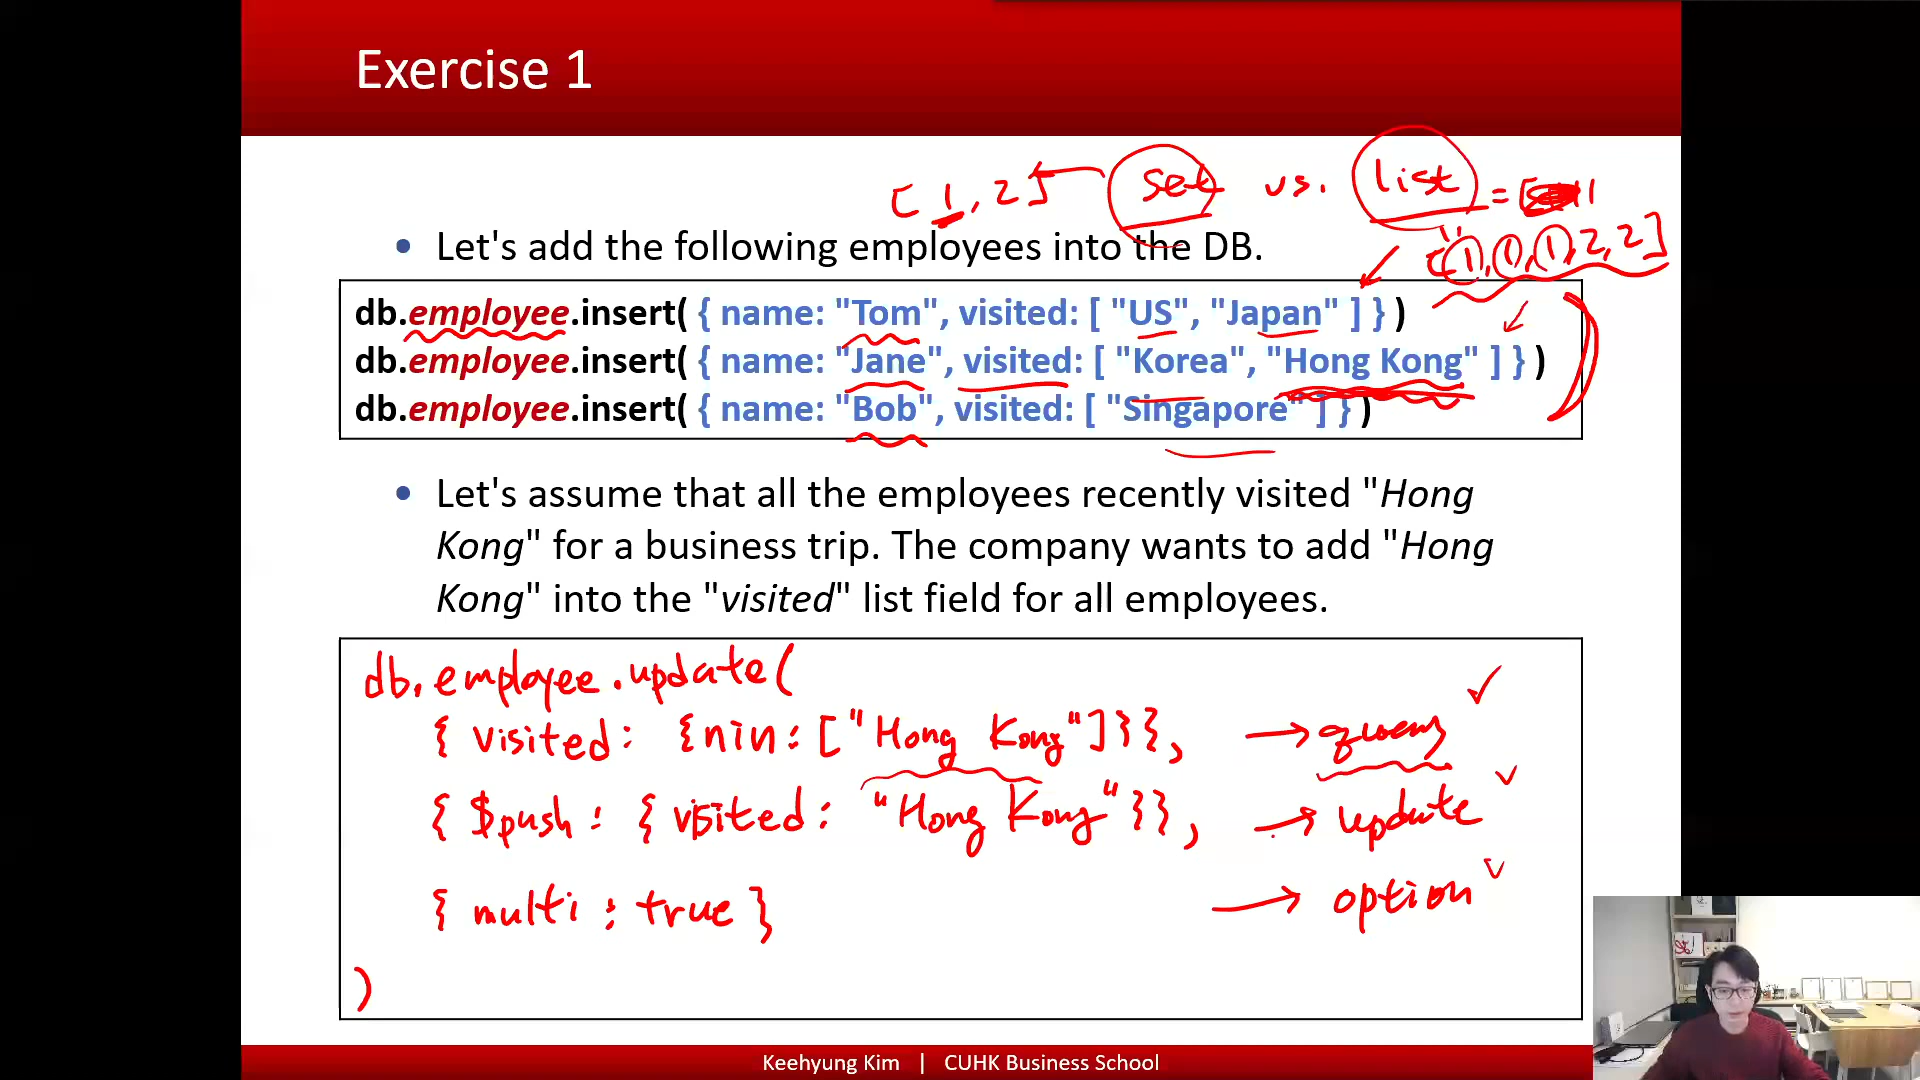 Exercise 1
[ 1, 2 ] ← set vs. list = [
[1, 1, 1, 2, 2]
• Let's add the following employees into the DB.
db.employee.insert( { name: "Tom", visited: [ "US", "Japan" ] } )
db.employee.insert( { name: "Jane", visited: [ "Korea", "Hong Kong" ] } )
db.employee.insert( { name: "Bob", visited: [ "Singapore" ] } )
• Let's assume that all the employees recently visited "Hong
Kong" for a business trip. The company wants to add "Hong
Kong" into the "visited" list field for all employees.
db.employee.update(
{ visited: {nin: ["Hong Kong"]}}, → query ✓
{ $push: { visited: "Hong Kong"}}, → update ✓
{ multi: true } → option ✓
)
Keehyung Kim | CUHK Business School